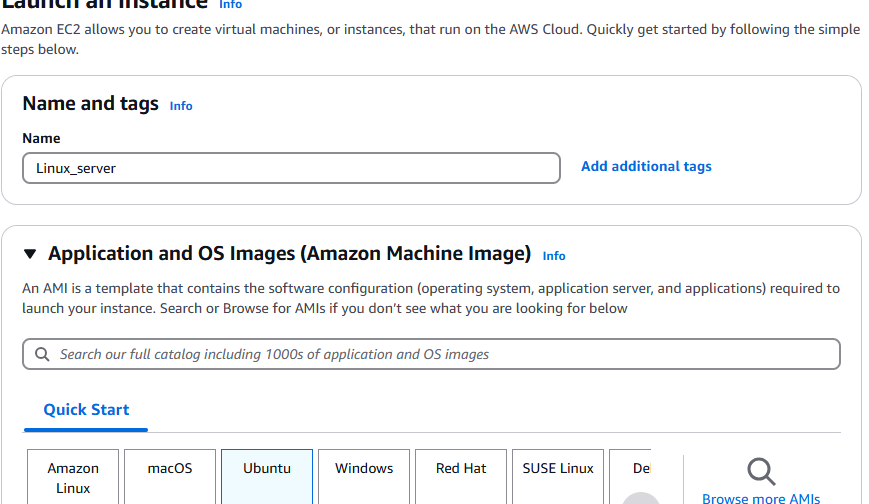 Launch an instance Info
Amazon EC2 allows you to create virtual machines, or instances, that run on the AWS Cloud. Quickly get started by following the simple
steps below.
Name and tags Info
Name
Linux_server
Add additional tags
Application and OS Images (Amazon Machine Image) Info
An AMI is a template that contains the software configuration (operating system, application server, and applications) required to
launch your instance. Search or Browse for AMIs if you don’t see what you are looking for below
Search our full catalog including 1000s of application and OS images
Quick Start
Amazon
Linux
macOS
Ubuntu
Windows
Red Hat
SUSE Linux
Browse more AMIs